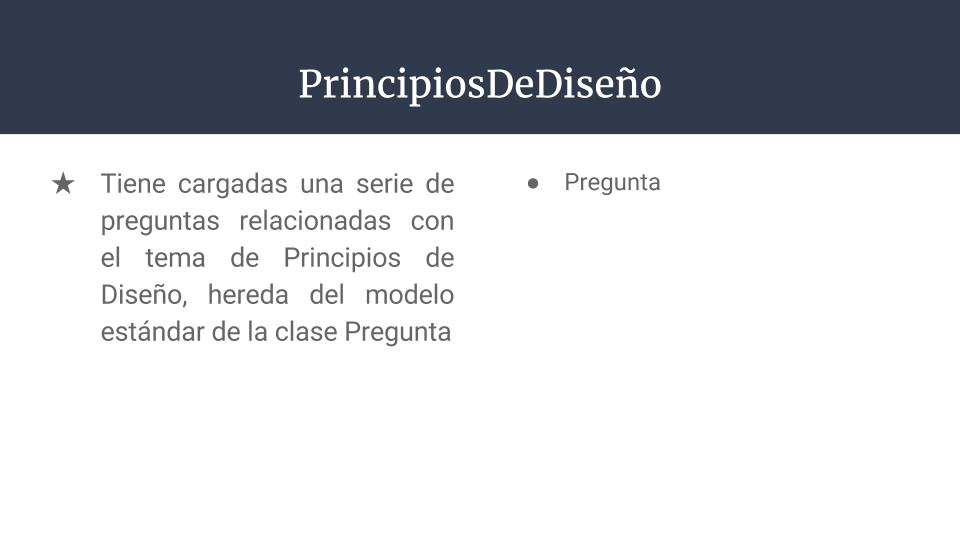 PrincipiosDeDiseño
★ Tiene cargadas una serie de
preguntas relacionadas con
el tema de Principios de
Diseño, hereda del modelo
estándar de la clase Pregunta
● Pregunta